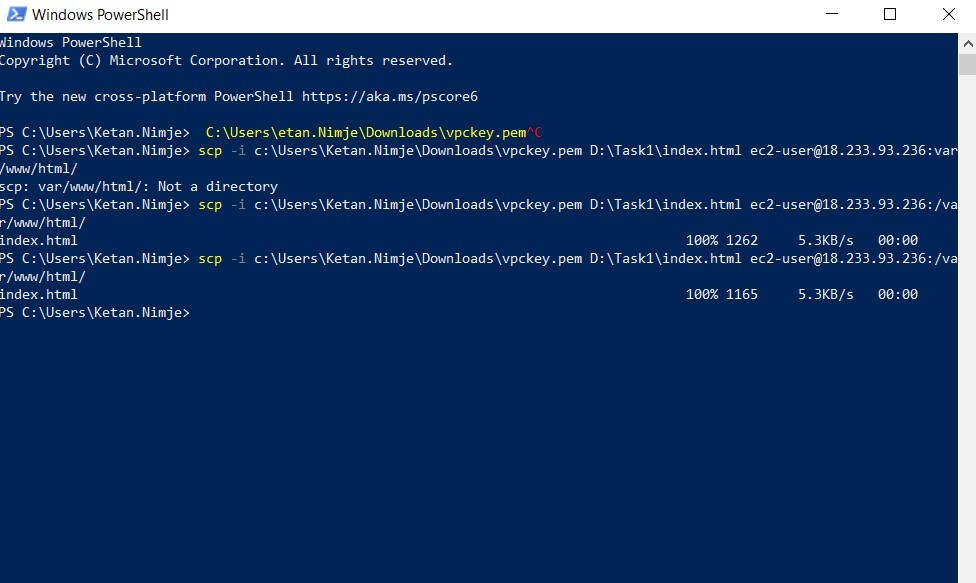 Windows PowerShell
Windows PowerShell
Copyright (C) Microsoft Corporation. All rights reserved.
Try the new cross-platform PowerShell https://aka.ms/pscore6
PS C:\Users\Ketan.Nimje>  C:\Users\etan.Nimje\Downloads\vpckey.pem^C
PS C:\Users\Ketan.Nimje> scp -i c:\Users\Ketan.Nimje\Downloads\vpckey.pem D:\Task1\index.html ec2-user@18.233.93.236:var
/www/html/
scp: var/www/html/: Not a directory
PS C:\Users\Ketan.Nimje> scp -i c:\Users\Ketan.Nimje\Downloads\vpckey.pem D:\Task1\index.html ec2-user@18.233.93.236:/va
r/www/html/
index.html 100% 1262 5.3KB/s 00:00
PS C:\Users\Ketan.Nimje> scp -i c:\Users\Ketan.Nimje\Downloads\vpckey.pem D:\Task1\index.html ec2-user@18.233.93.236:/va
r/www/html/
index.html 100% 1165 5.3KB/s 00:00
PS C:\Users\Ketan.Nimje>